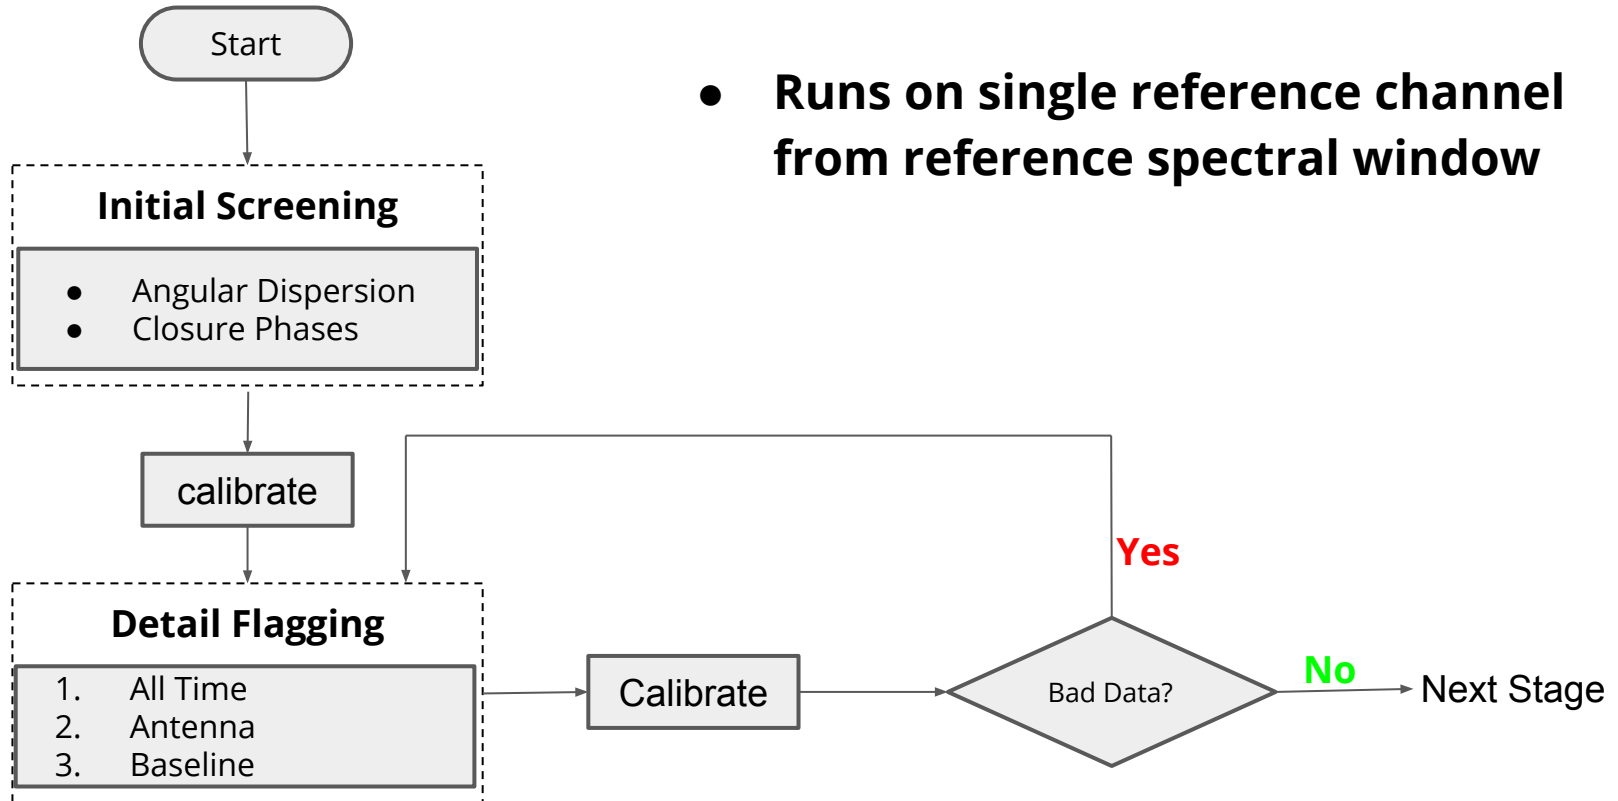 Start
● Runs on single reference channel
from reference spectral window
Initial Screening
● Angular Dispersion
● Closure Phases
calibrate
Yes
Detail Flagging
1. All Time
2. Antenna
3. Baseline
Calibrate
Bad Data?
No
Next Stage